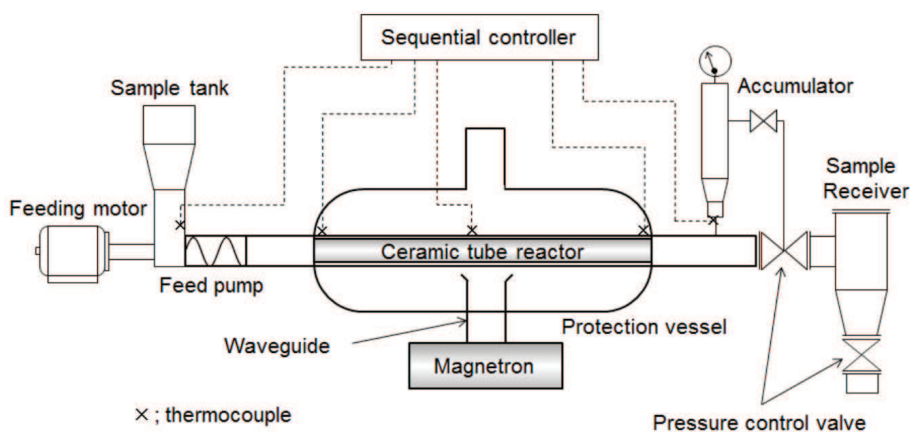 Sequential controller
Sample tank
Accumulator
Sample
Receiver
Feeding motor
Ceramic tube reactor
Feed pump
Protection vessel
Waveguide
Magnetron
× ; thermocouple
Pressure control valve